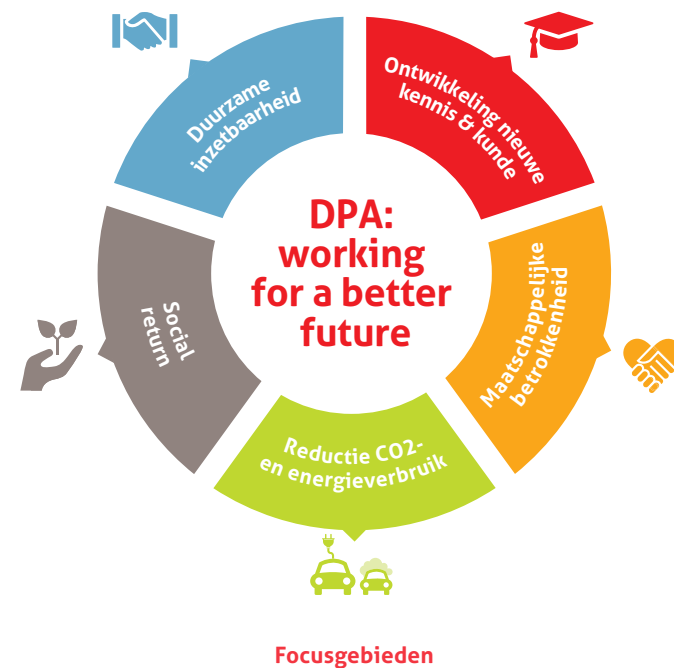 Duurzame
inzetbaarheid
Ontwikkeling nieuwe
kennis & kunde
DPA:
working
for a better
future
Maatschappelijke
betrokkenheid
Social
return
Reductie CO2-
en energieverbruik
Focusgebieden